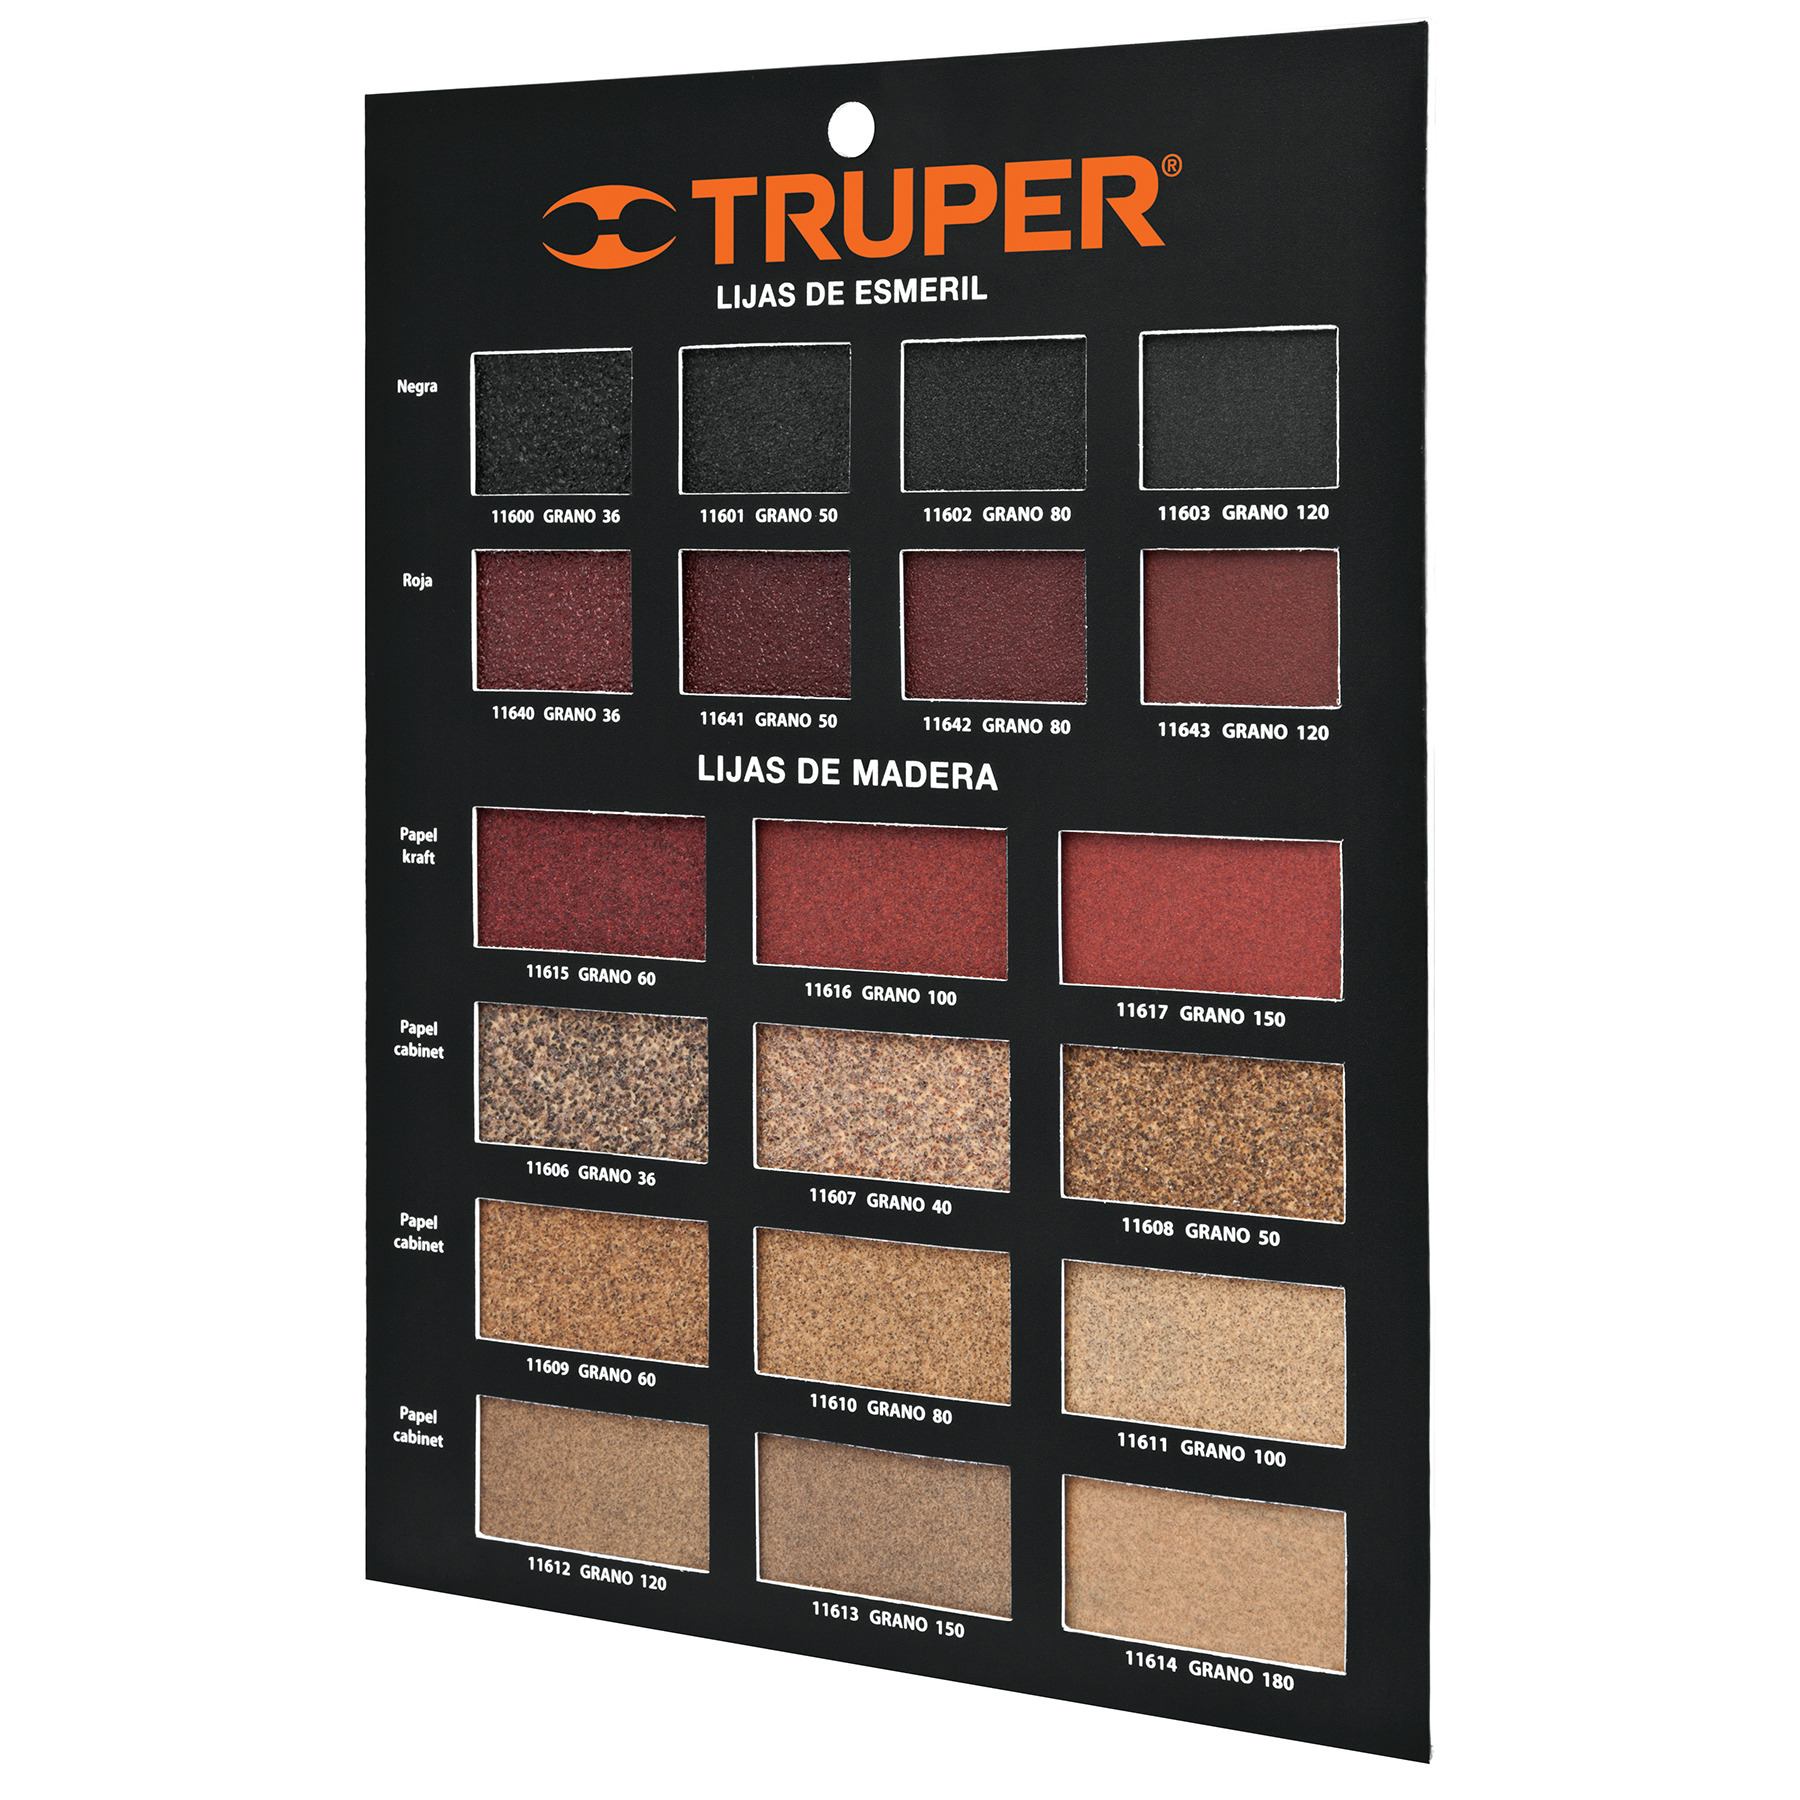 TRUPER®
LIJAS DE ESMERIL
Negra
11600 GRANO 36
11601 GRANO 50
11602 GRANO 80
11603 GRANO 120
Roja
11640 GRANO 36
11641 GRANO 50
11642 GRANO 80
11643 GRANO 120
LIJAS DE MADERA
Papel
kraft
11615 GRANO 60
11616 GRANO 100
11617 GRANO 150
Papel
cabinet
11606 GRANO 36
11607 GRANO 40
11608 GRANO 50
Papel
cabinet
11609 GRANO 60
11610 GRANO 80
11611 GRANO 100
Papel
cabinet
11612 GRANO 120
11613 GRANO 150
11614 GRANO 180